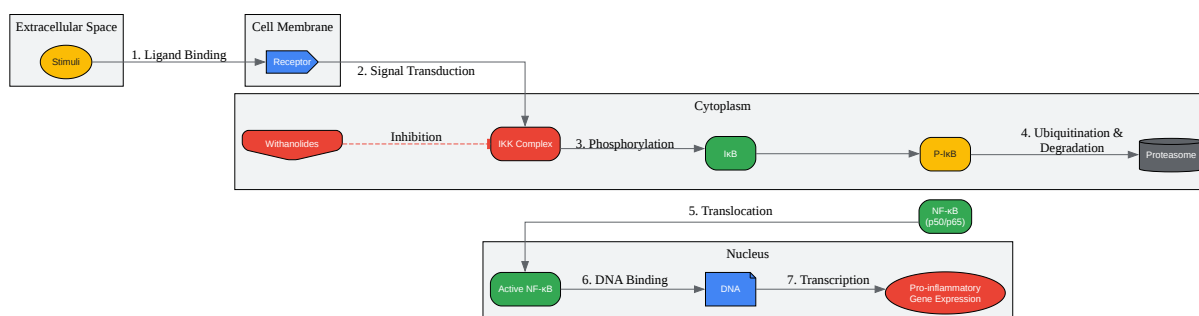 Extracellular Space
Cell Membrane
Stimuli
1. Ligand Binding
Receptor
2. Signal Transduction
Cytoplasm
Withanolides
Inhibition
IKK Complex
3. Phosphorylation
IκB
P-IκB
4. Ubiquitination &
Degradation
Proteasome
5. Translocation
NF-κB
(p50/p65)
Nucleus
Active NF-κB
6. DNA Binding
DNA
7. Transcription
Pro-inflammatory
Gene Expression